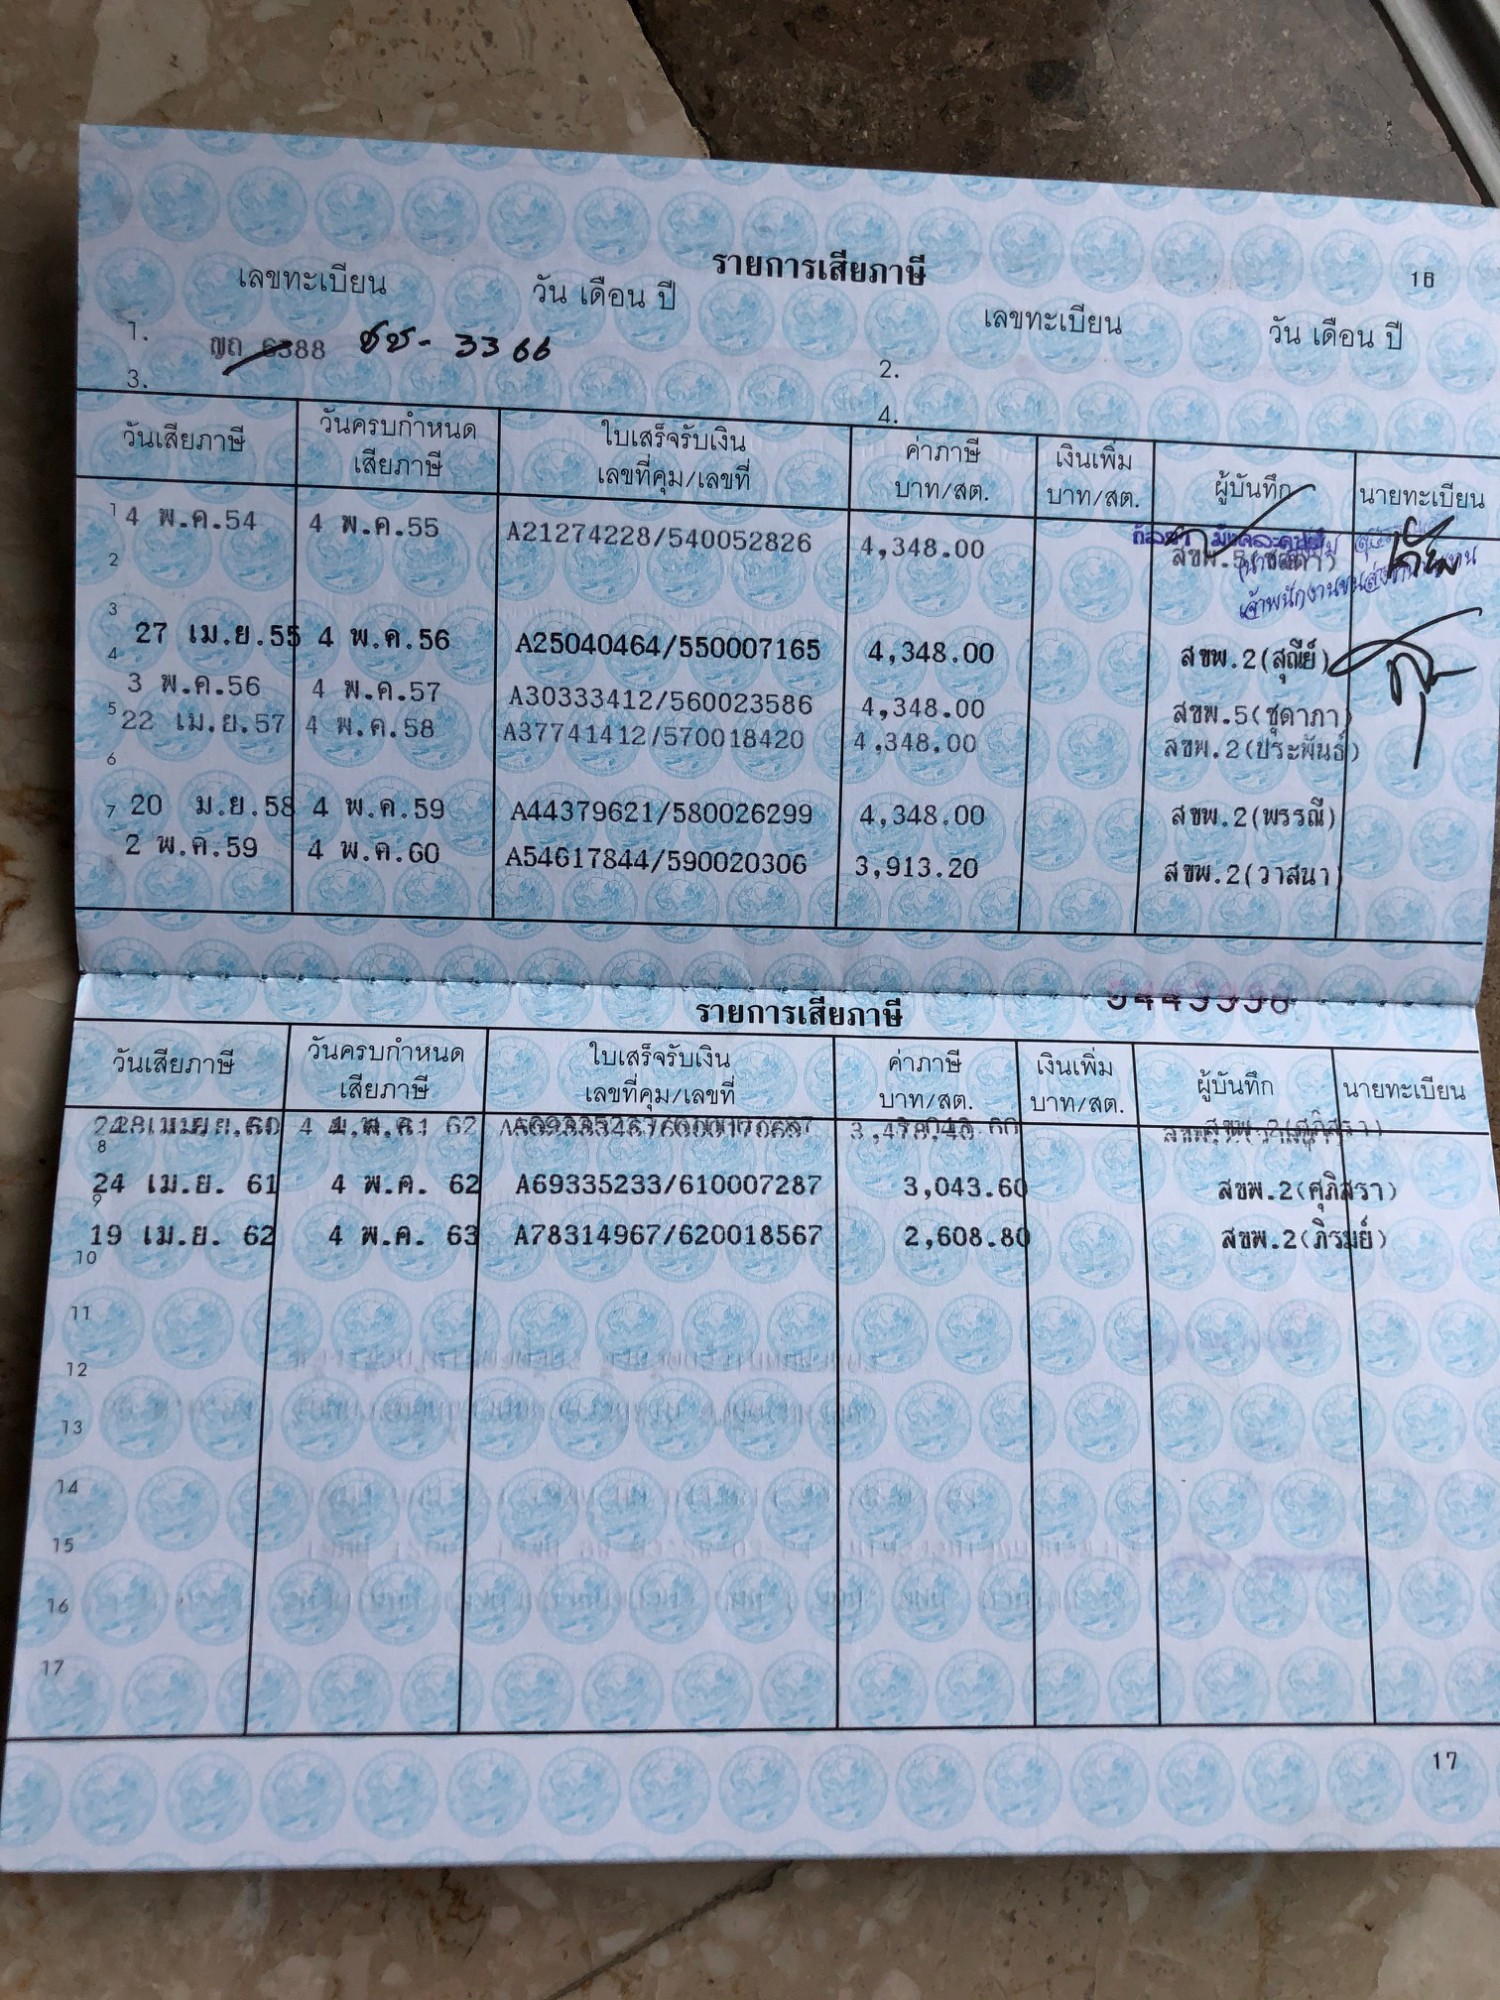 รายการเสียภาษี
16
เลขทะเบียน วัน เดือน ปี เลขทะเบียน วัน เดือน ปี
1. ญถ 6388 ชช - 3366 2.
3. 4.
วันเสียภาษี วันครบกำหนด เสียภาษี ใบเสร็จรับเงิน เลขที่คุม/เลขที่ ค่าภาษี บาท/สต. เงินเพิ่ม บาท/สต. ผู้บันทึก นายทะเบียน
1 4 พ.ค.54 4 พ.ค.55 A21274228/540052826 4,348.00 สขพ.5
2
เจ้าพนักงานขนส่ง
3
27 เม.ย.55 4 พ.ค.56 A25040464/550007165 4,348.00 สขพ.2(สุณีย์)
4
3 พ.ค.56 4 พ.ค.57 A30333412/560023586 4,348.00 สขพ.5(ชุดาภา)
5 22 เม.ย.57 4 พ.ค.58 A37741412/570018420 4,348.00 สขพ.2(ประพันธ์)
6
7 20 ม.ย.58 4 พ.ค.59 A44379621/580026299 4,348.00 สขพ.2(พรรณี)
2 พ.ค.59 4 พ.ค.60 A54617844/590020306 3,913.20 สขพ.2(วาสนา)
รายการเสียภาษี
วันเสียภาษี วันครบกำหนด เสียภาษี ใบเสร็จรับเงิน เลขที่คุม/เลขที่ ค่าภาษี บาท/สต. เงินเพิ่ม บาท/สต. ผู้บันทึก นายทะเบียน
8
24 เม.ย. 61 4 พ.ค. 62 A69335233/610007287 3,043.60 สขพ.2(ศุภิสรา)
9
19 เม.ย. 62 4 พ.ค. 63 A78314967/620018567 2,608.80 สขพ.2(ภิรมย์)
10
11
12
13
14
15
16
17
17